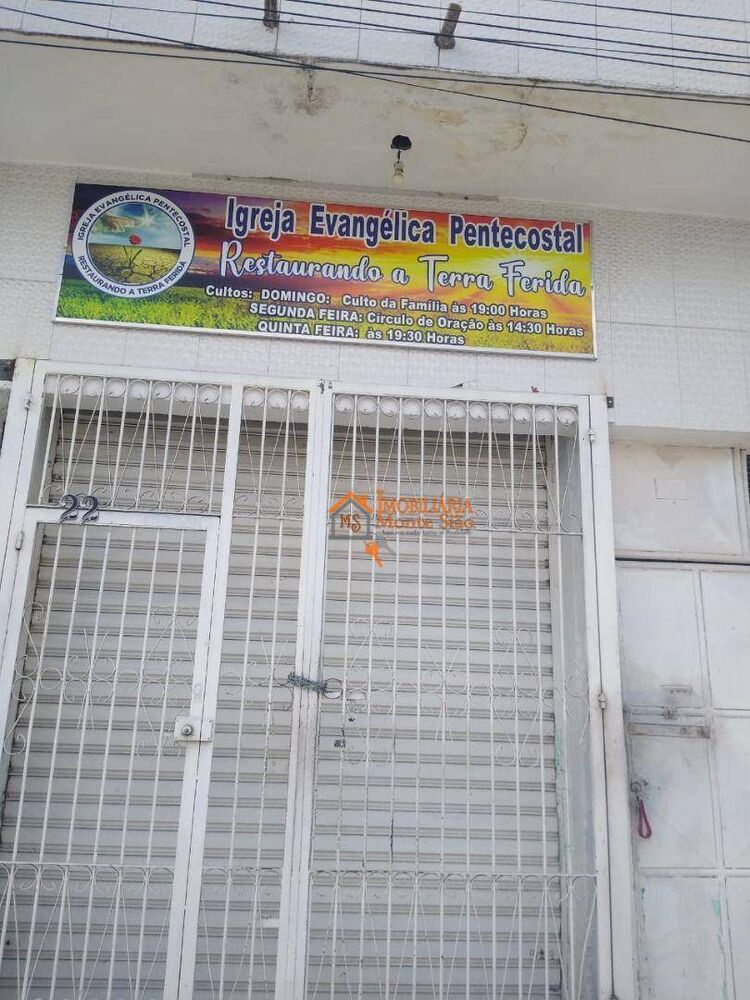 IGREJA EVANGÉLICA PENTECOSTAL
RESTAURANDO A TERRA FERIDA
Igreja Evangélica Pentecostal
Restaurando a Terra Ferida
Cultos: DOMINGO: Culto da Família às 19:00 Horas
SEGUNDA FEIRA: Círculo de Oração às 14:30 Horas
QUINTA FEIRA: às 19:30 Horas
22
MS
IMOBILIÁRIA
MONTE SIÃO